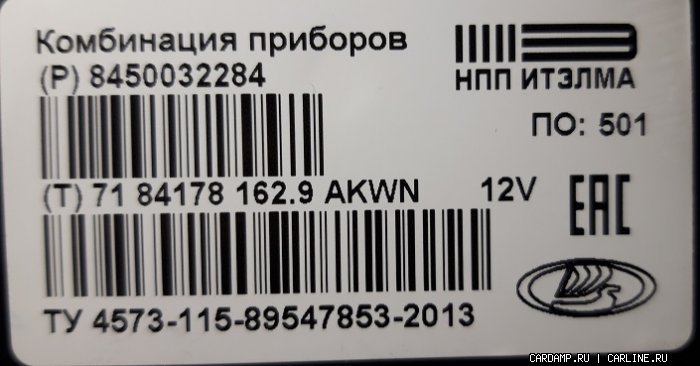 Комбинация приборов
(P) 8450032284
НПП ИТЭЛМА
ПО: 501
(T) 71 84178 162.9 AKWN 12V
EAC
ТУ 4573-115-89547853-2013
CARDAMP.RU | CARLINE.RU